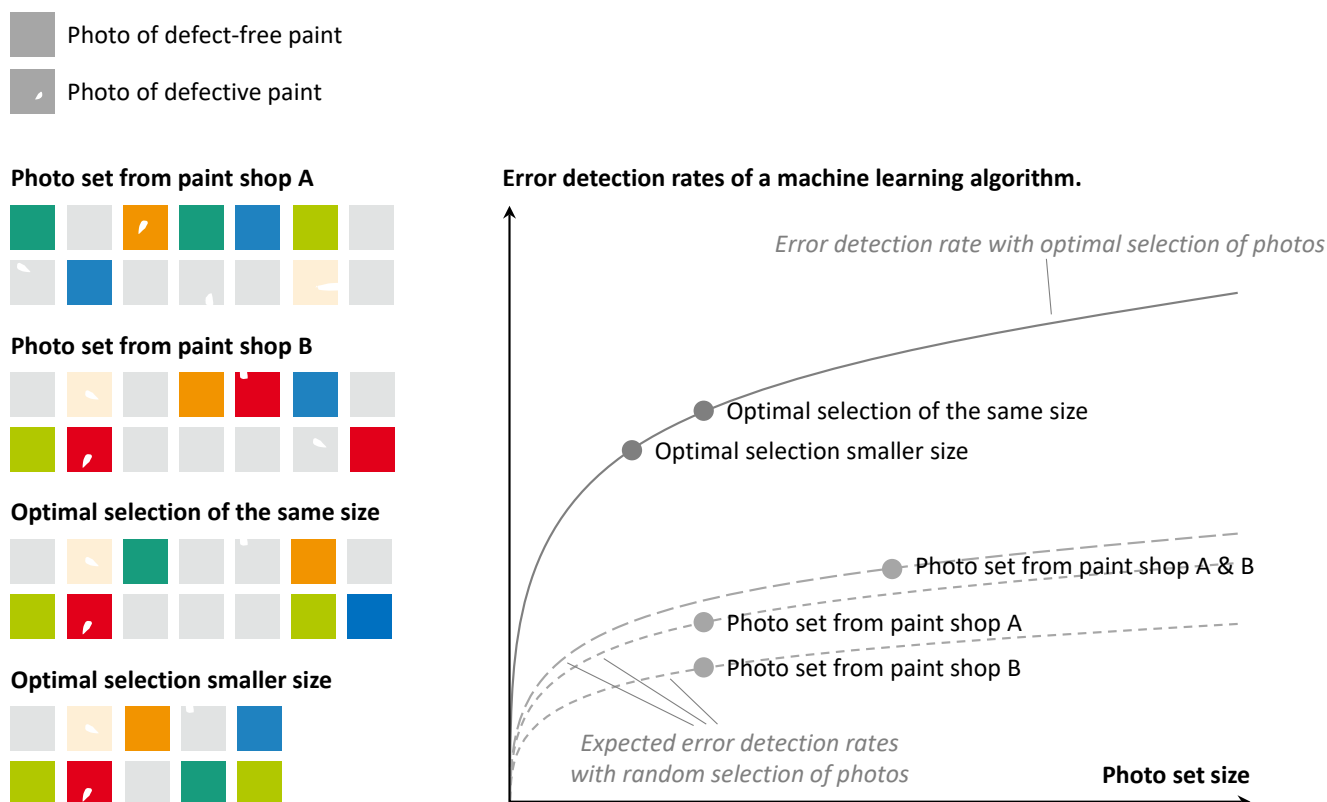 Photo of defect-free paint
Photo of defective paint
Photo set from paint shop A
Photo set from paint shop B
Optimal selection of the same size
Optimal selection smaller size
Error detection rates of a machine learning algorithm.
Error detection rate with optimal selection of photos
Optimal selection of the same size
Optimal selection smaller size
Photo set from paint shop A & B
Photo set from paint shop A
Photo set from paint shop B
Expected error detection rates
with random selection of photos
Photo set size